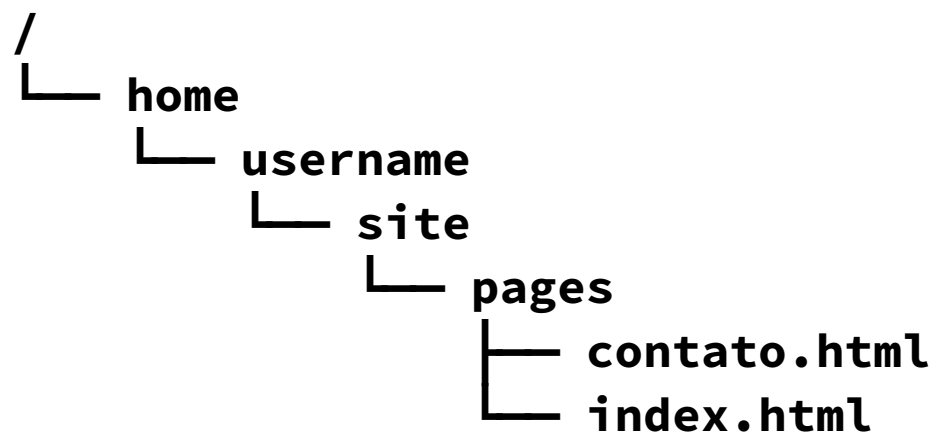 /
└── home
└── username
└── site
└── pages
├── contato.html
└── index.html